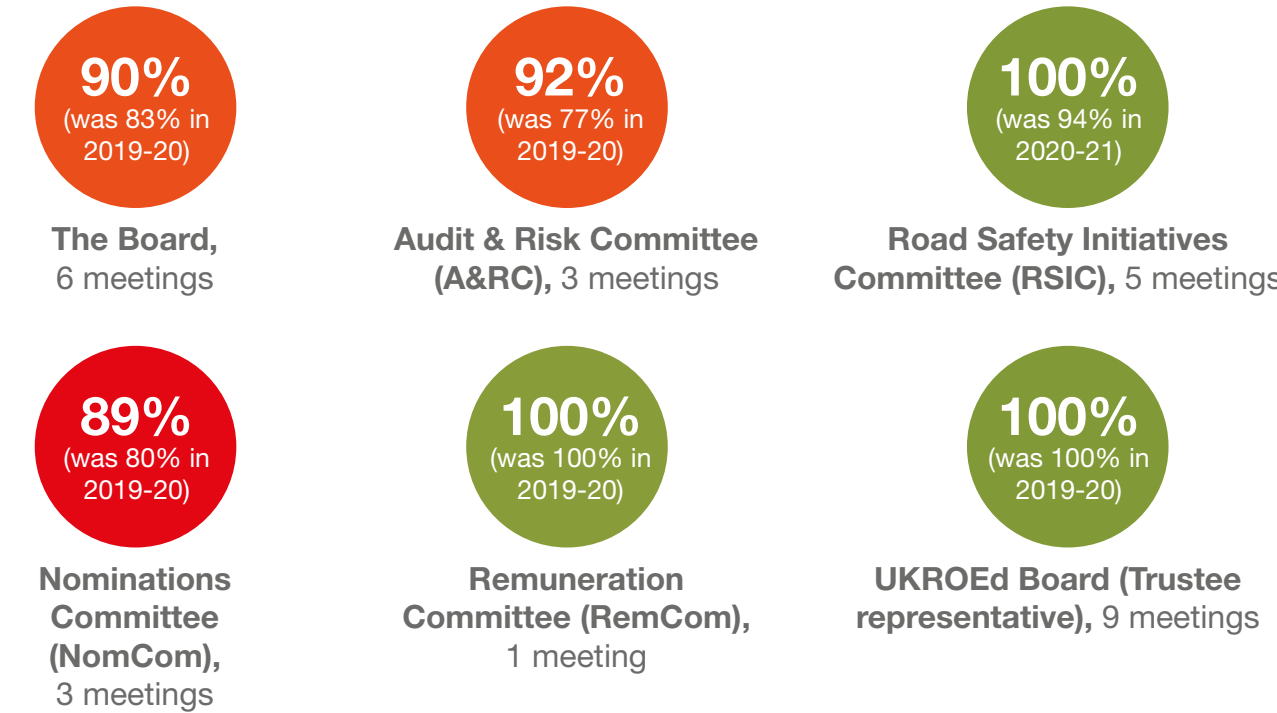 90%
(was 83% in
2019-20)
The Board,
6 meetings
92%
(was 77% in
2019-20)
Audit & Risk Committee
(A&RC), 3 meetings
100%
(was 94% in
2020-21)
Road Safety Initiatives
Committee (RSIC), 5 meetings
89%
(was 80% in
2019-20)
Nominations
Committee
(NomCom),
3 meetings
100%
(was 100% in
2019-20)
Remuneration
Committee (RemCom),
1 meeting
100%
(was 100% in
2019-20)
UKROEd Board (Trustee
representative), 9 meetings